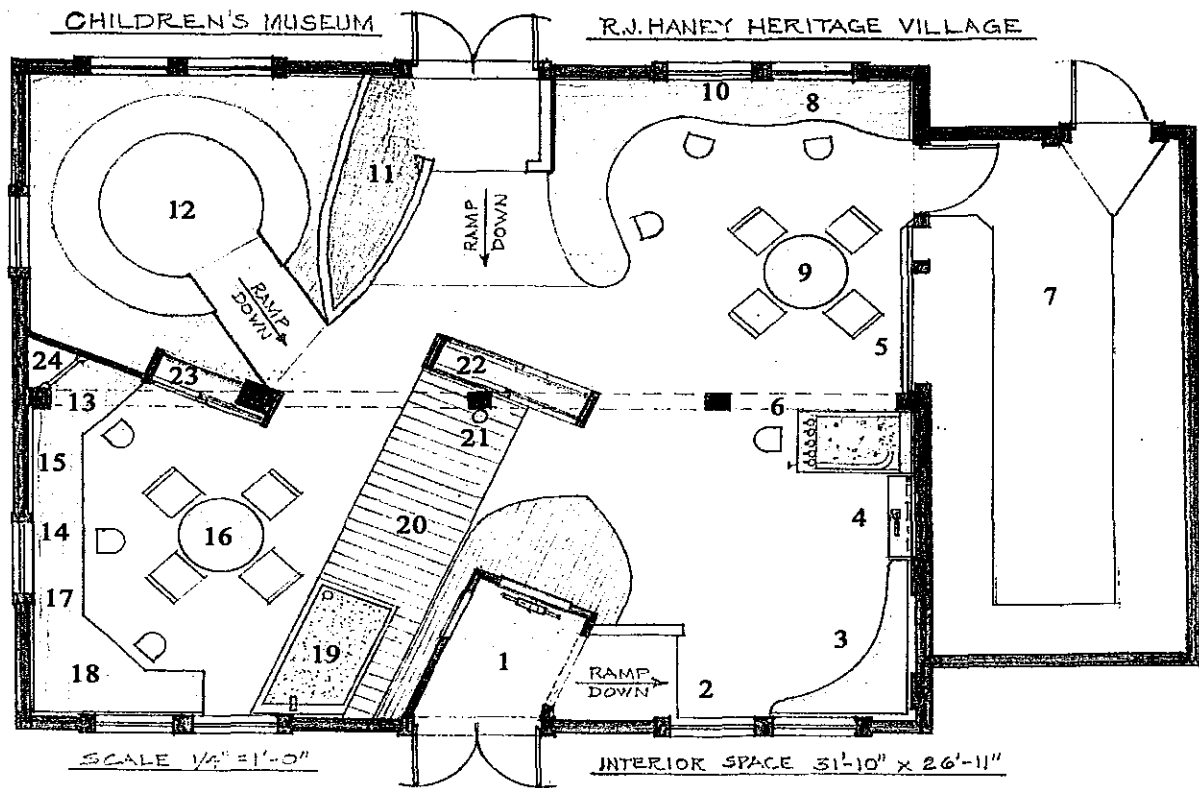 CHILDREN'S MUSEUM
R.J. HANEY HERITAGE VILLAGE
10
8
11
12
RAMP
DOWN
9
7
RAMP
DOWN
5
24
23
22
13
6
21
15
4
14
20
16
17
3
19
1
18
RAMP
DOWN
2
SCALE 1/4" = 1'-0"
INTERIOR SPACE 31'-10" x 26'-11"